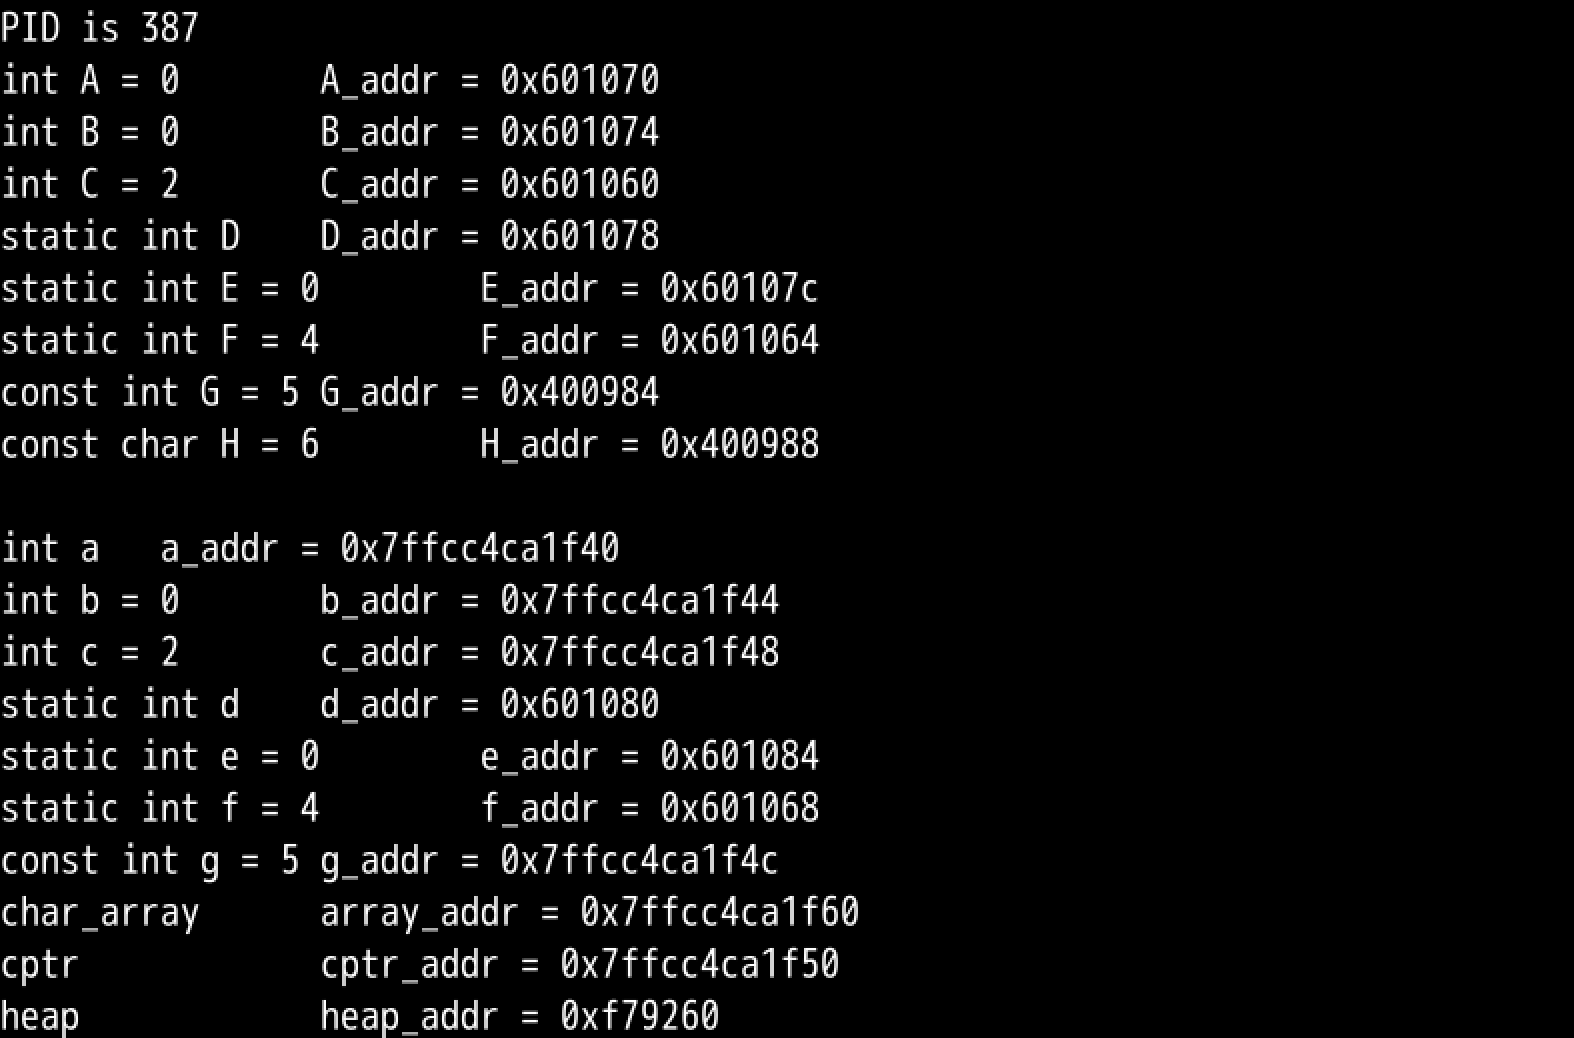 PID is 387
int A = 0       A_addr = 0x601070
int B = 0       B_addr = 0x601074
int C = 2       C_addr = 0x601060
static int D    D_addr = 0x601078
static int E = 0        E_addr = 0x60107c
static int F = 4        F_addr = 0x601064
const int G = 5 G_addr = 0x400984
const char H = 6        H_addr = 0x400988

int a   a_addr = 0x7ffcc4ca1f40
int b = 0       b_addr = 0x7ffcc4ca1f44
int c = 2       c_addr = 0x7ffcc4ca1f48
static int d    d_addr = 0x601080
static int e = 0        e_addr = 0x601084
static int f = 4        f_addr = 0x601068
const int g = 5 g_addr = 0x7ffcc4ca1f4c
char_array      array_addr = 0x7ffcc4ca1f60
cptr            cptr_addr = 0x7ffcc4ca1f50
heap            heap_addr = 0xf79260